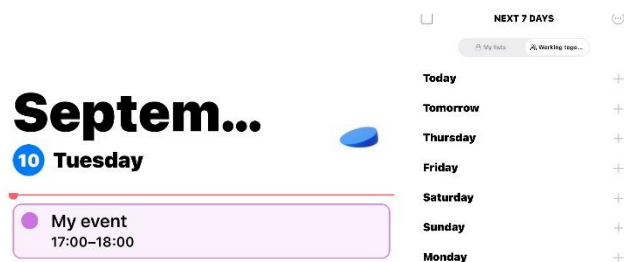 Septem...
10 Tuesday
My event
17:00–18:00
NEXT 7 DAYS
My lists
Working toge...
Today
Tomorrow
Thursday
Friday
Saturday
Sunday
Monday